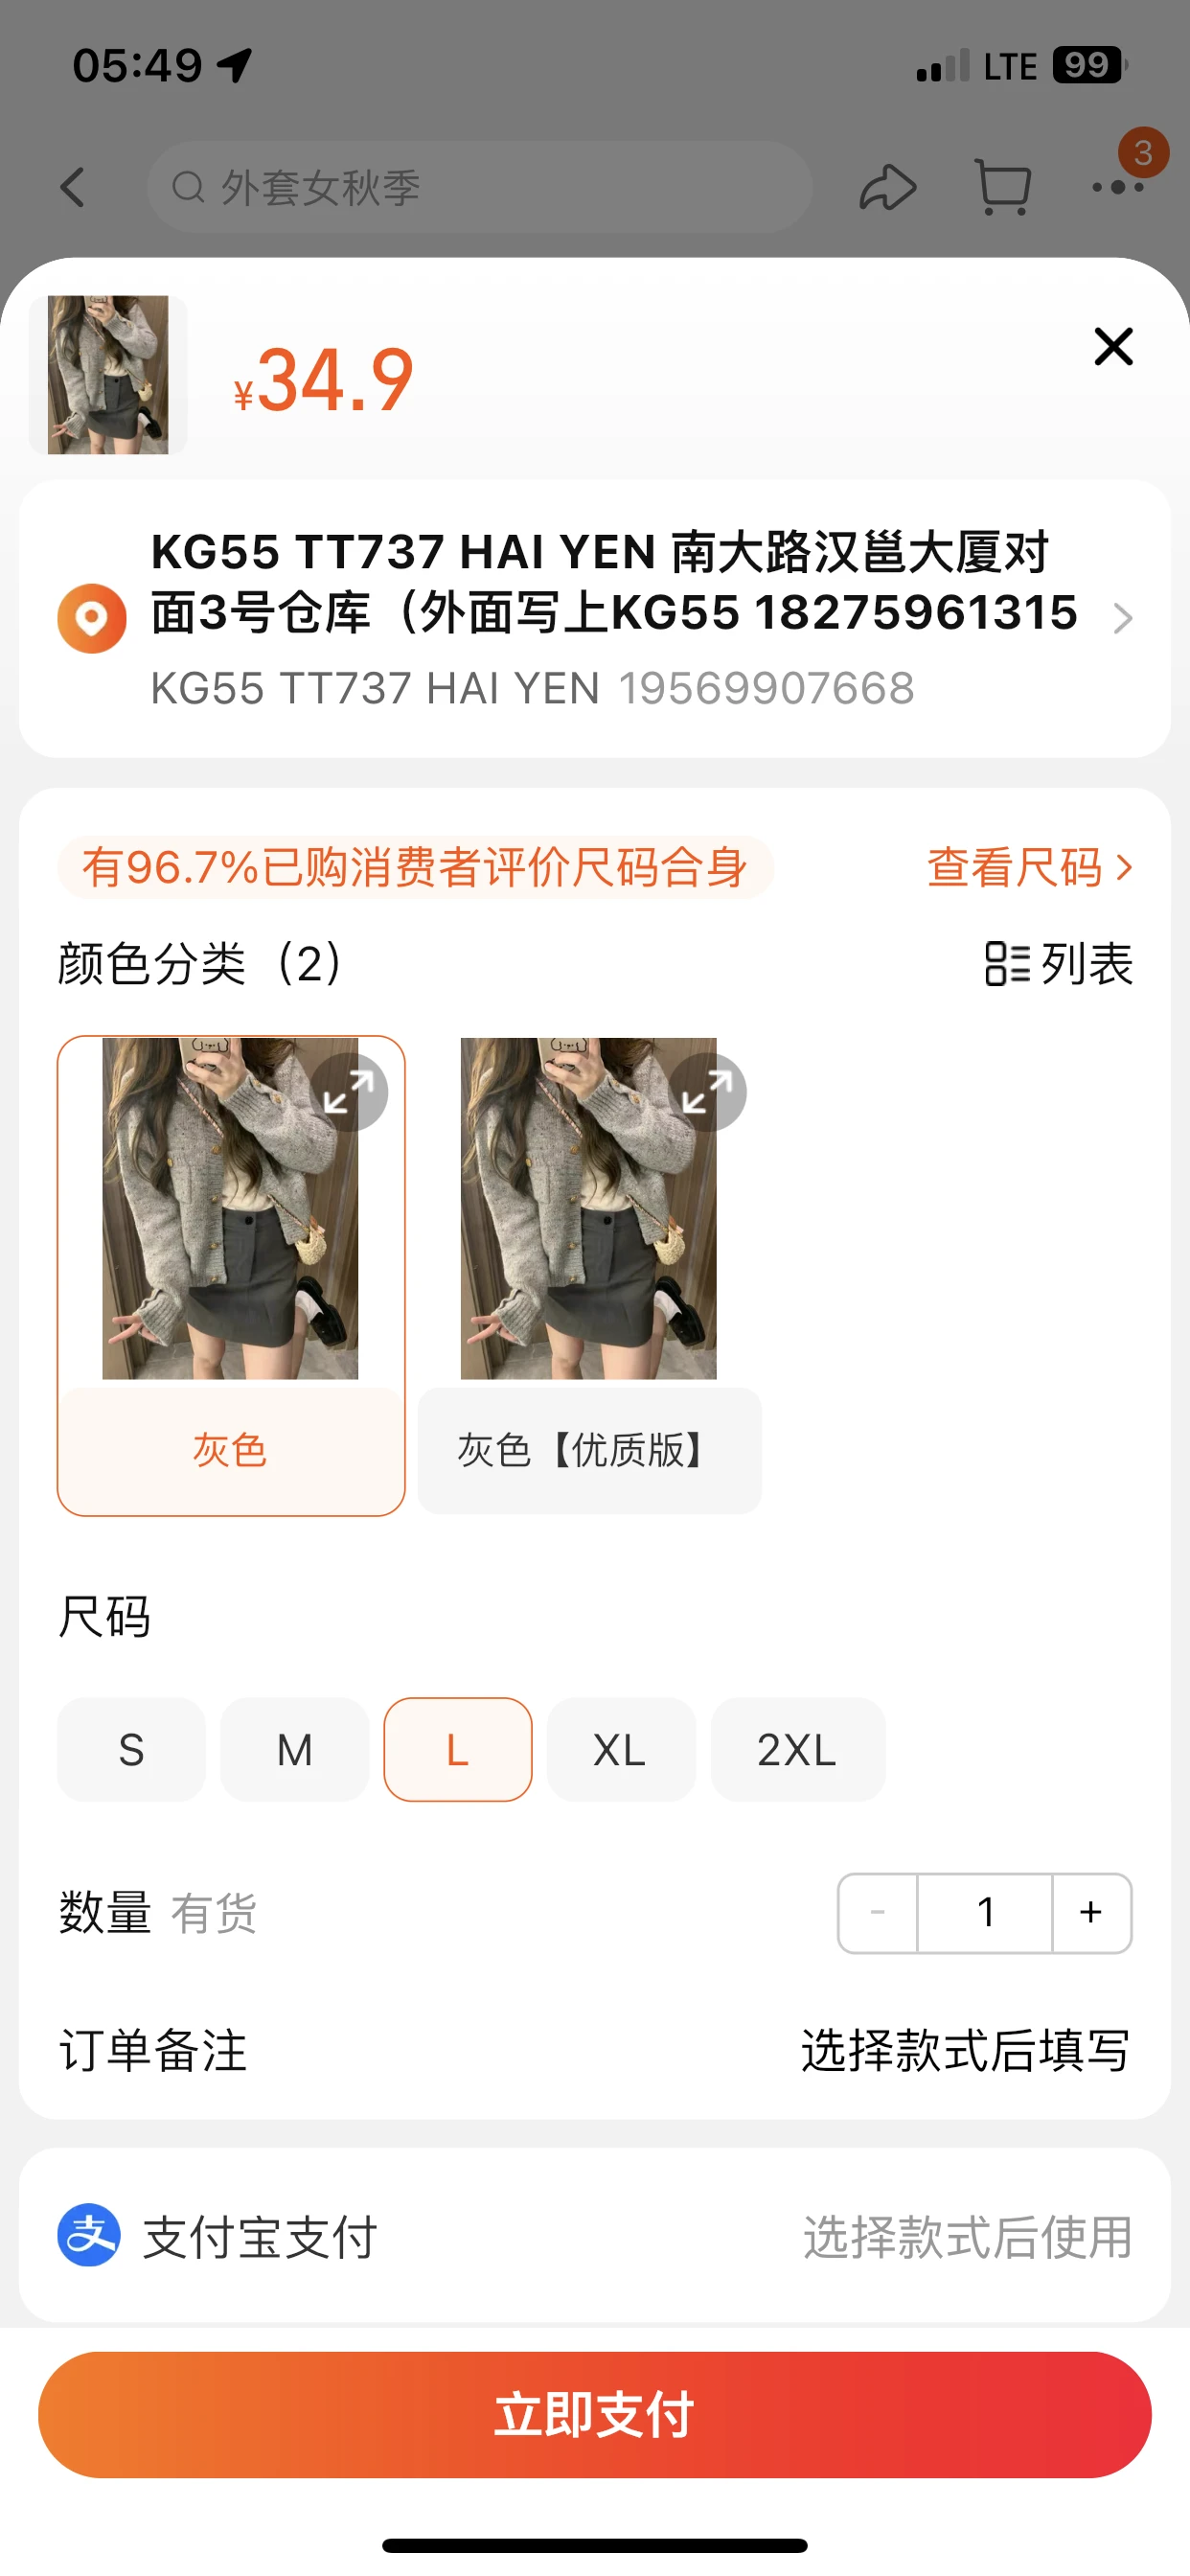 05:49
LTE 99
外套女秋季
3
¥34.9
KG55 TT737 HAI YEN 南大路汉邕大厦对
面3号仓库（外面写上KG55 18275961315
KG55 TT737 HAI YEN 19569907668
有96.7%已购消费者评价尺码合身
查看尺码
颜色分类（2）
列表
灰色
灰色【优质版】
尺码
S
M
L
XL
2XL
数量 有货
- 1 +
订单备注
选择款式后填写
支 支付宝支付
选择款式后使用
立即支付